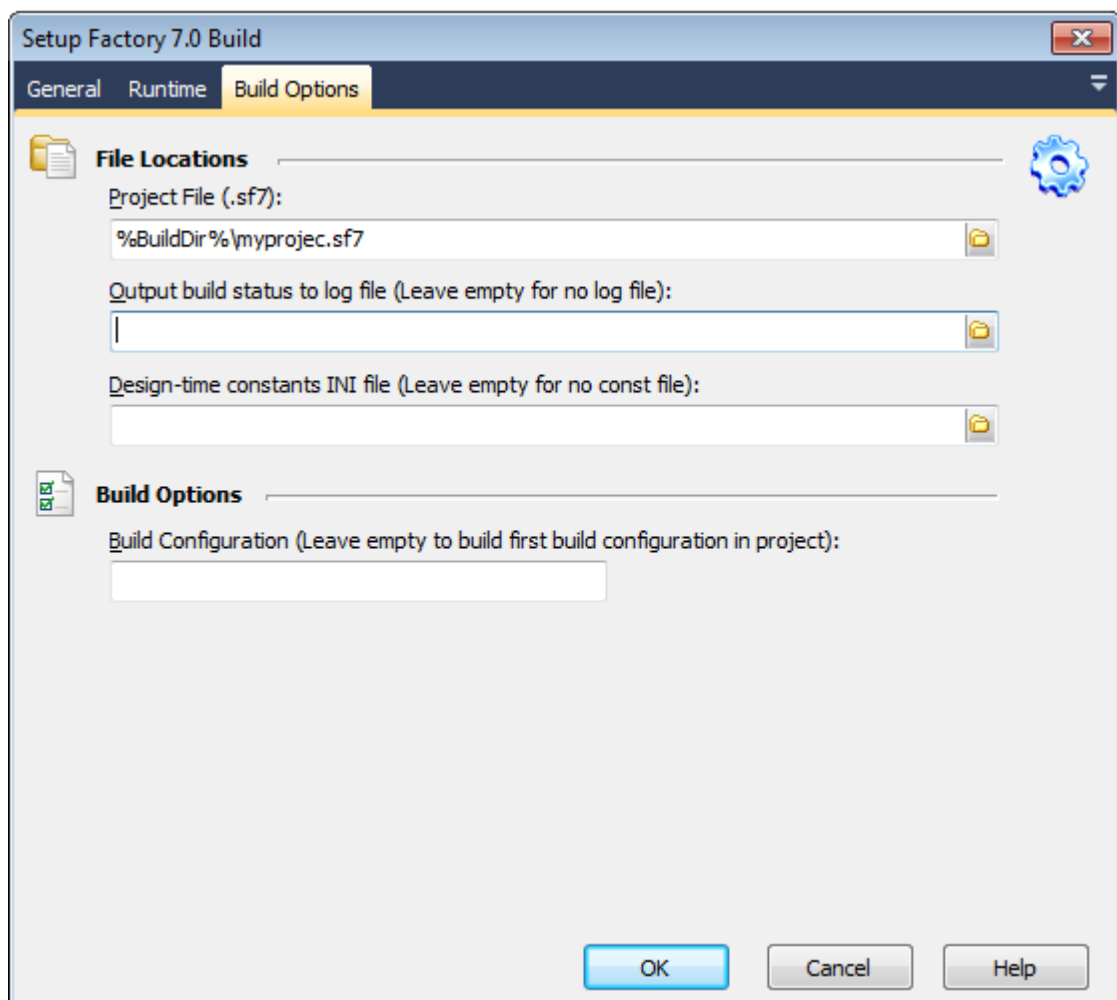 Setup Factory 7.0 Build
General Runtime Build Options
File Locations
Project File (.sf7):
%BuildDir%\myprojec.sf7
Output build status to log file (Leave empty for no log file):
Design-time constants INI file (Leave empty for no const file):
Build Options
Build Configuration (Leave empty to build first build configuration in project):
OK Cancel Help